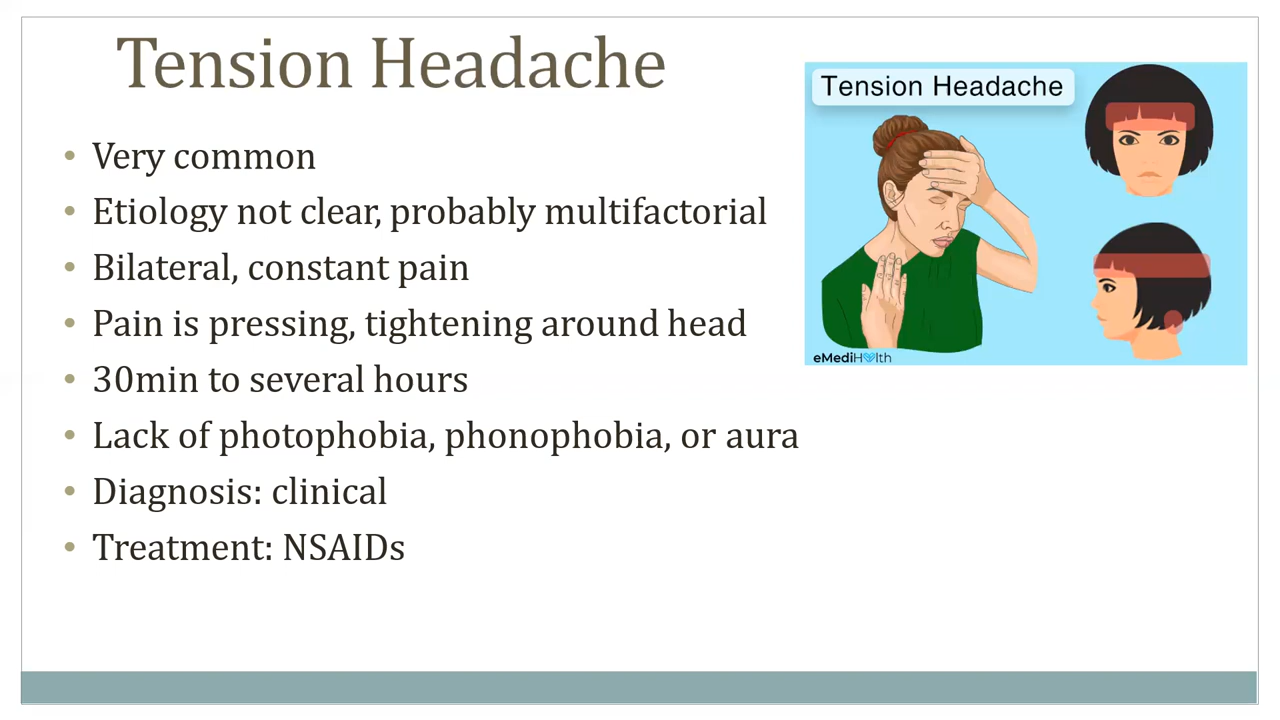 Tension Headache
• Very common
• Etiology not clear, probably multifactorial
• Bilateral, constant pain
• Pain is pressing, tightening around head
• 30min to several hours
• Lack of photophobia, phonophobia, or aura
• Diagnosis: clinical
• Treatment: NSAIDs
Tension Headache
eMediHealth